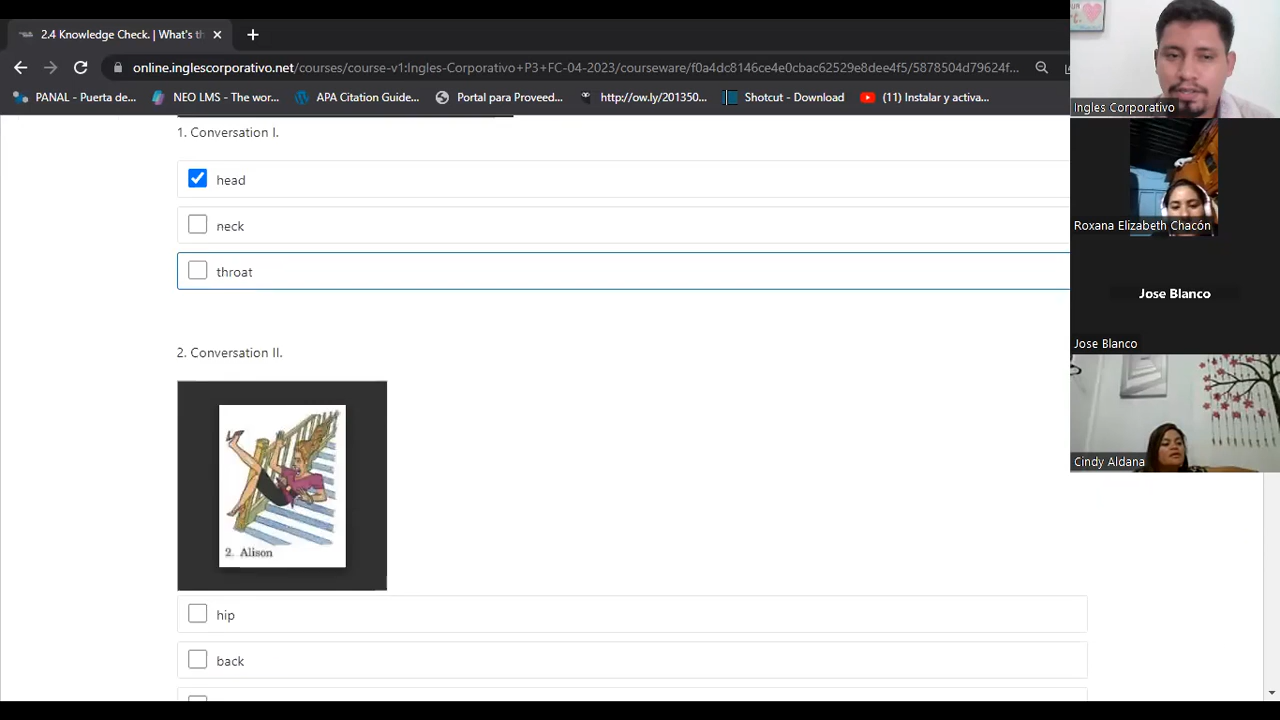 2.4 Knowledge Check. | What's th
online.inglescorporativo.net/courses/course-v1:Ingles-Corp
+P3+FC-04-2023/courseware/f0a4dc8146ce4e0cbac62529e8dee4f5/5878504d79624f...
PANAL - Puerta de...
NEO LMS - The wor...
APA Citation Guide...
Portal para Proveed...
http://ow.ly/201350...
Shotcut - Download
(11) Instalar y activa...
1. Conversation I.
head
neck
throat
2. Conversation II.
2. Alison
hip
back
Ingles Corporativo
Roxana Elizabeth Chacón
Jose Blanco
Jose Blanco
Cindy Aldana